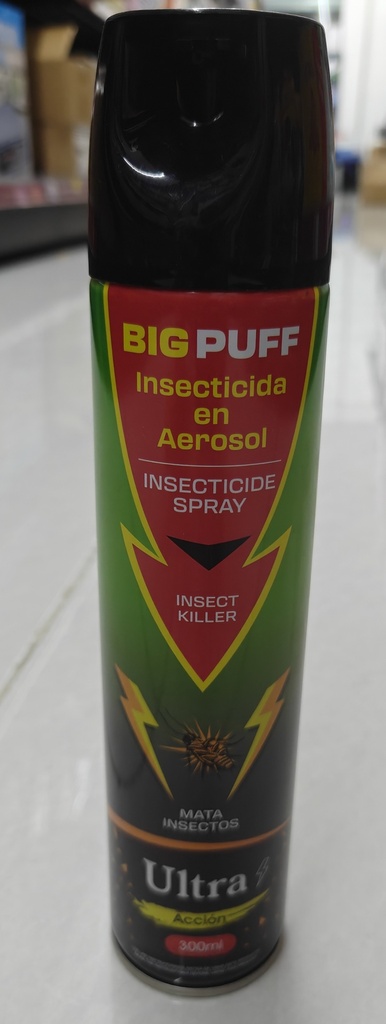 BIG PUFF
Insecticida
en
Aerosol
INSECTICIDE
SPRAY
INSECT
KILLER
MATA
INSECTOS
Ultra
Acción
300ml